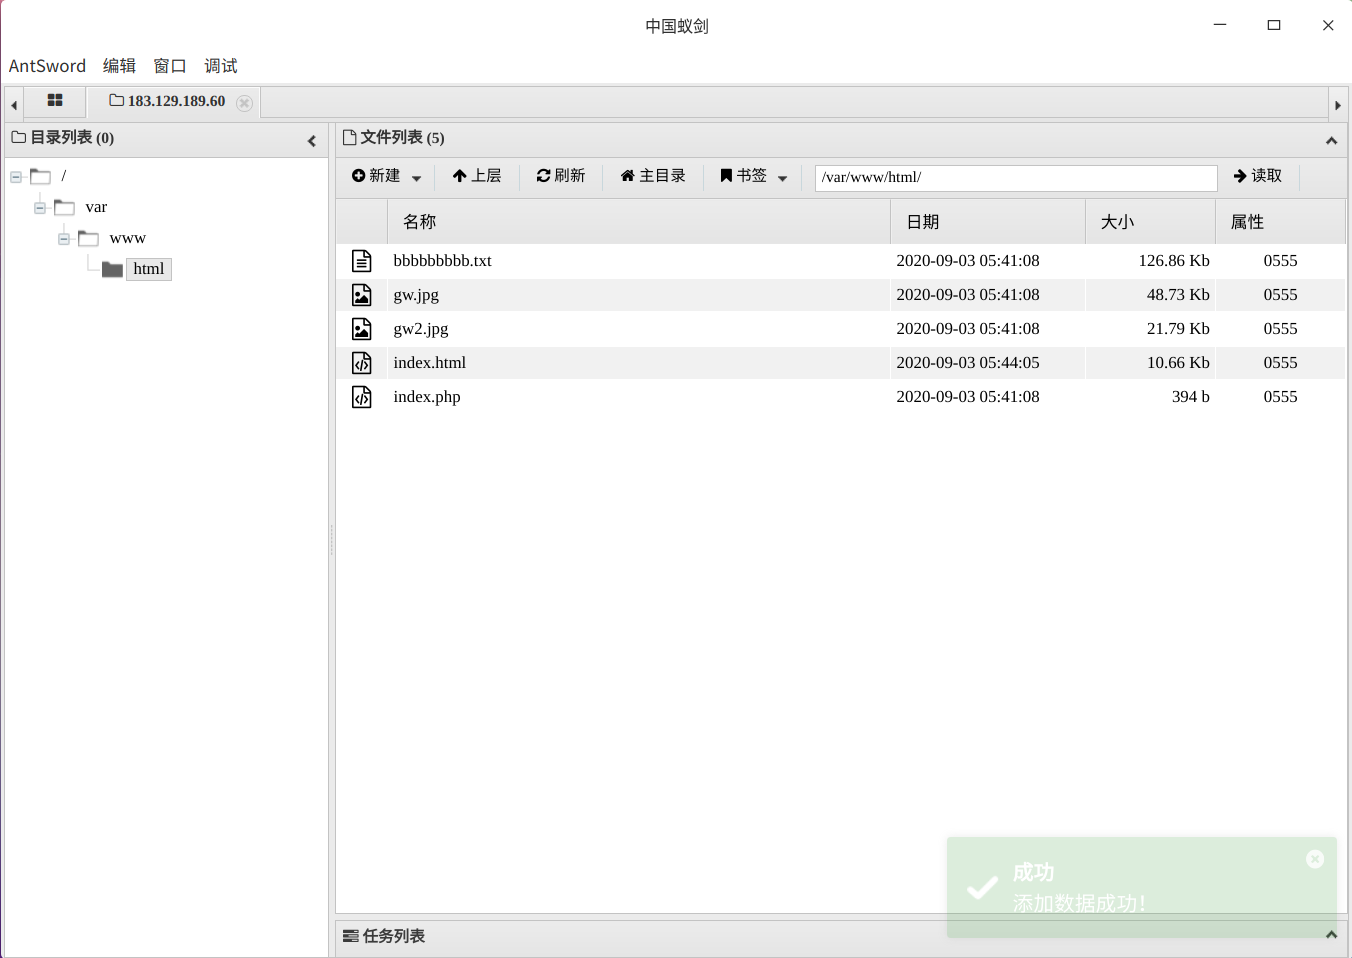 中国蚁剑
AntSword 编辑 窗口 调试
183.129.189.60
目录列表 (0)
文件列表 (5)
新建 上层 刷新 主目录 书签 /var/www/html/ 读取
/
var
www
html
名称 日期 大小 属性
bbbbbbbbb.txt 2020-09-03 05:41:08 126.86 Kb 0555
gw.jpg 2020-09-03 05:41:08 48.73 Kb 0555
gw2.jpg 2020-09-03 05:41:08 21.79 Kb 0555
index.html 2020-09-03 05:44:05 10.66 Kb 0555
index.php 2020-09-03 05:41:08 394 b 0555
成功
添加数据成功！
任务列表